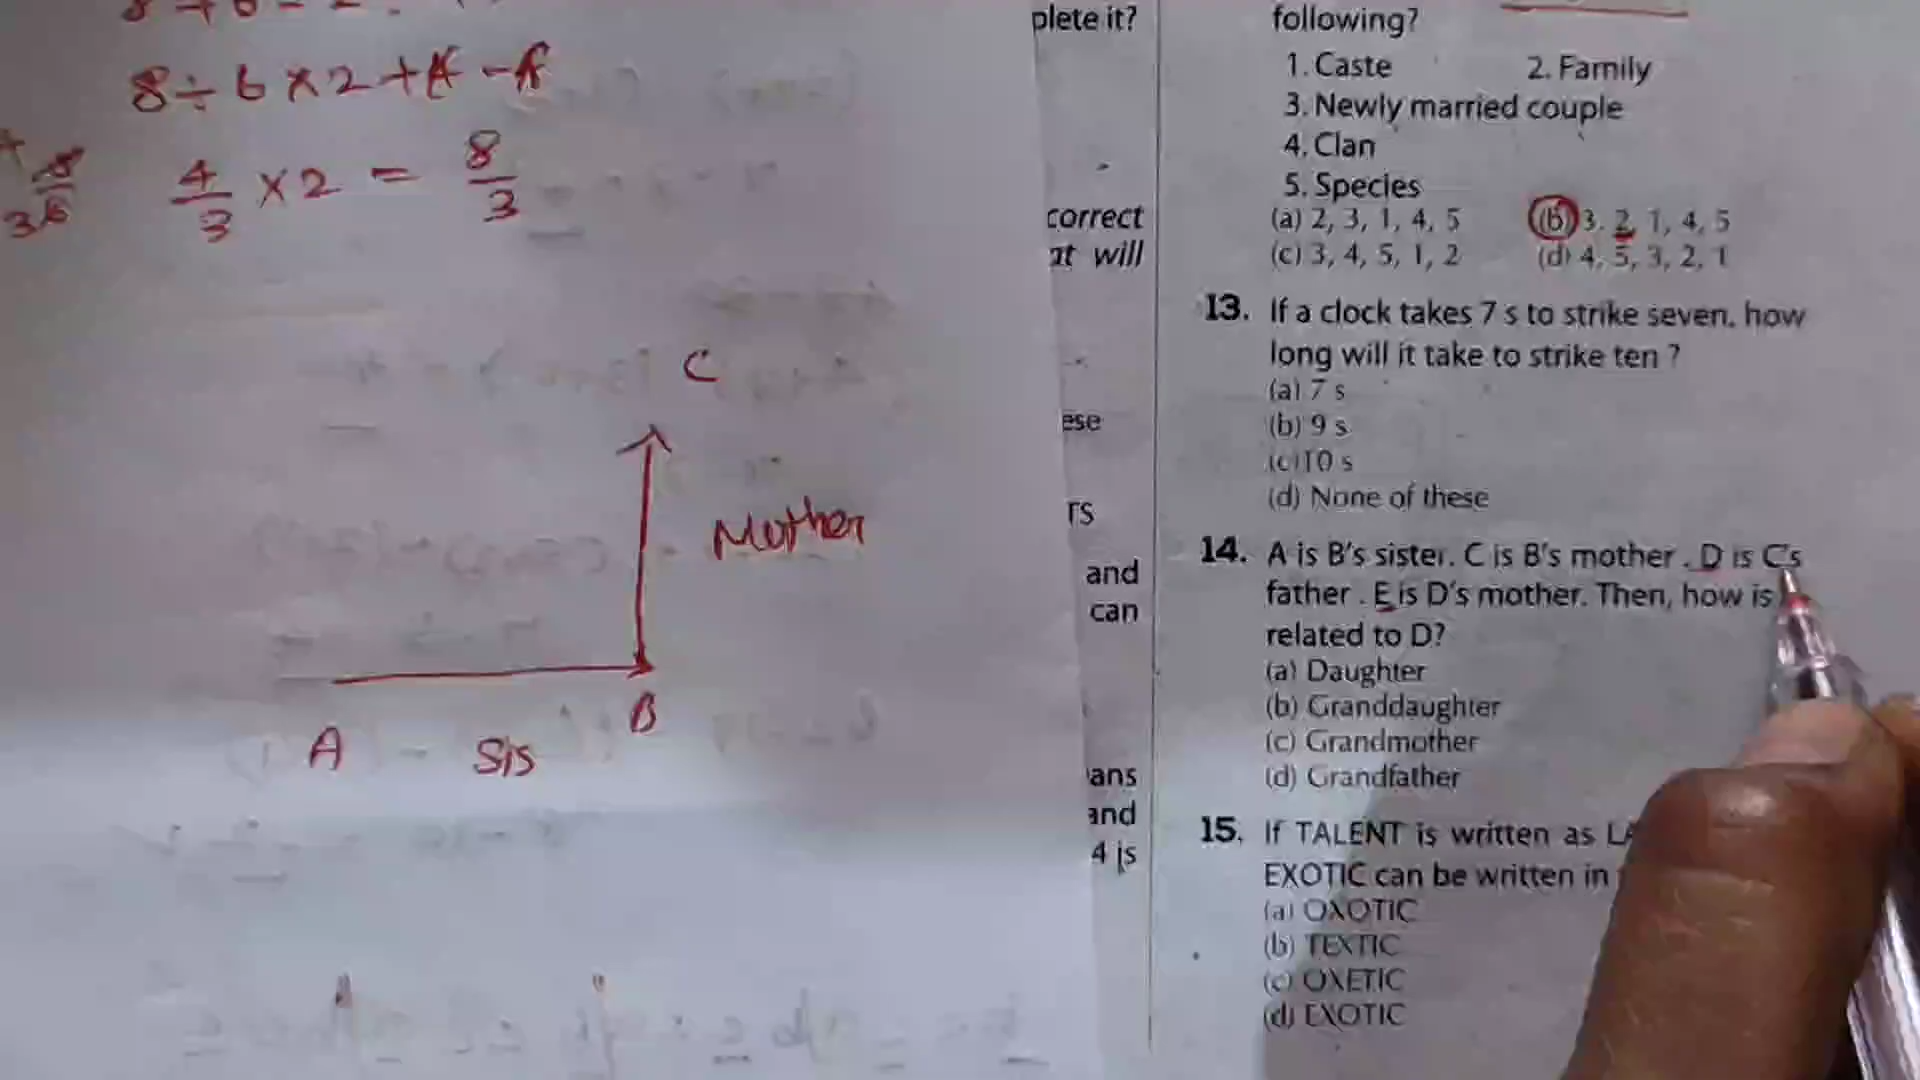 8 ÷ 6 × 2 + 4 - 4
4/3 × 2 = 8/3
C
Mother
B
A Sis
plete it?
correct
at will
ese
rs
and
can
ans
and
4 is
following?
1. Caste 2. Family
3. Newly married couple
4. Clan
5. Species
(a) 2, 3, 1, 4, 5 (b) 3, 2, 1, 4, 5
(c) 3, 4, 5, 1, 2 (d) 4, 5, 3, 2, 1
13. If a clock takes 7 s to strike seven, how
long will it take to strike ten ?
(a) 7 s
(b) 9 s
(c) 10 s
(d) None of these
14. A is B's sister. C is B's mother . D is C's
father . E is D's mother. Then, how is
related to D?
(a) Daughter
(b) Granddaughter
(c) Grandmother
(d) Grandfather
15. If TALENT is written as LA
EXOTIC can be written in
(a) OXOTIC
(b) TEXTIC
(c) OXETIC
(d) EXOTIC